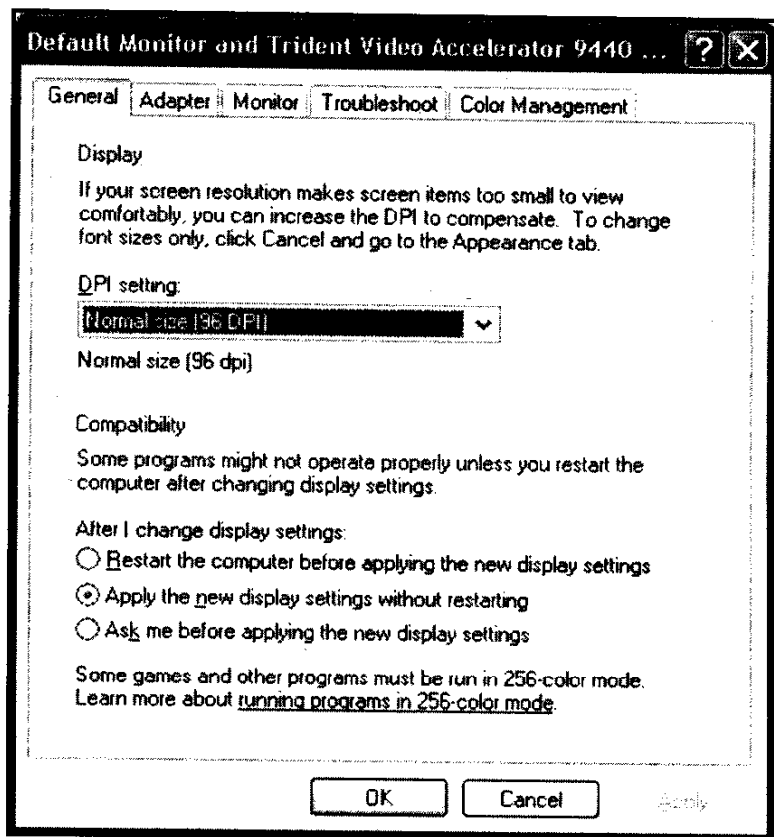 Default Monitor and Trident Video Accelerator 9440 ...
General Adapter Monitor Troubleshoot Color Management
Display
If your screen resolution makes screen items too small to view
comfortably, you can increase the DPI to compensate. To change
font sizes only, click Cancel and go to the Appearance tab.
DPI setting:
Normal size (96 DPI)
Normal size (96 dpi)
Compatibility
Some programs might not operate properly unless you restart the
computer after changing display settings.
After I change display settings:
Restart the computer before applying the new display settings
Apply the new display settings without restarting
Ask me before applying the new display settings
Some games and other programs must be run in 256-color mode.
Learn more about running programs in 256-color mode.
OK Cancel Apply